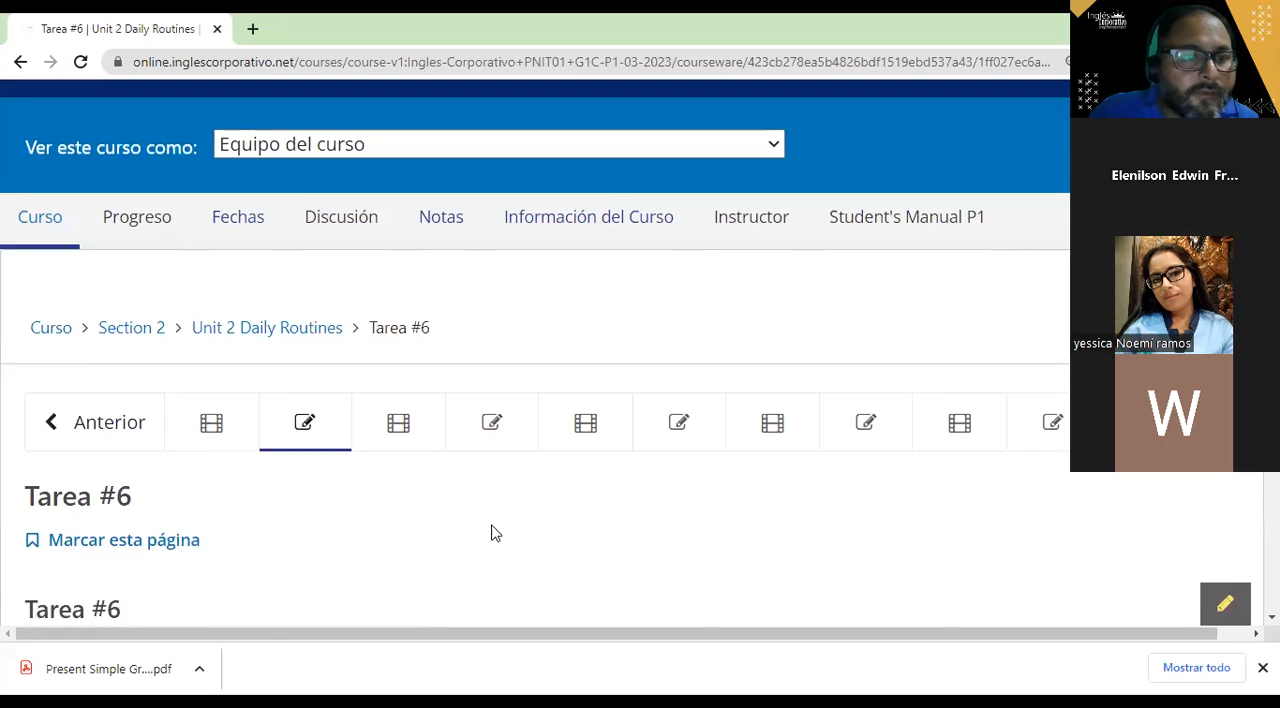 Tarea #6 | Unit 2 Daily Routines |
online.inglescorporativo.net/courses/course-v1:Ingles-Corporativo+PNIT01+G1C-P1-03-2023/courseware/423cb278ea5b4826bdf1519ebd537a43/1ff027ec6a...
Inglés
Corporativo
Ver este curso como:
Equipo del curso
Elenilson Edwin Fr...
Curso
Progreso
Fechas
Discusión
Notas
Información del Curso
Instructor
Student's Manual P1
yessica Noemí ramos
Curso > Section 2 > Unit 2 Daily Routines > Tarea #6
Anterior
W
Tarea #6
Marcar esta página
Tarea #6
Present Simple Gr....pdf
Mostrar todo